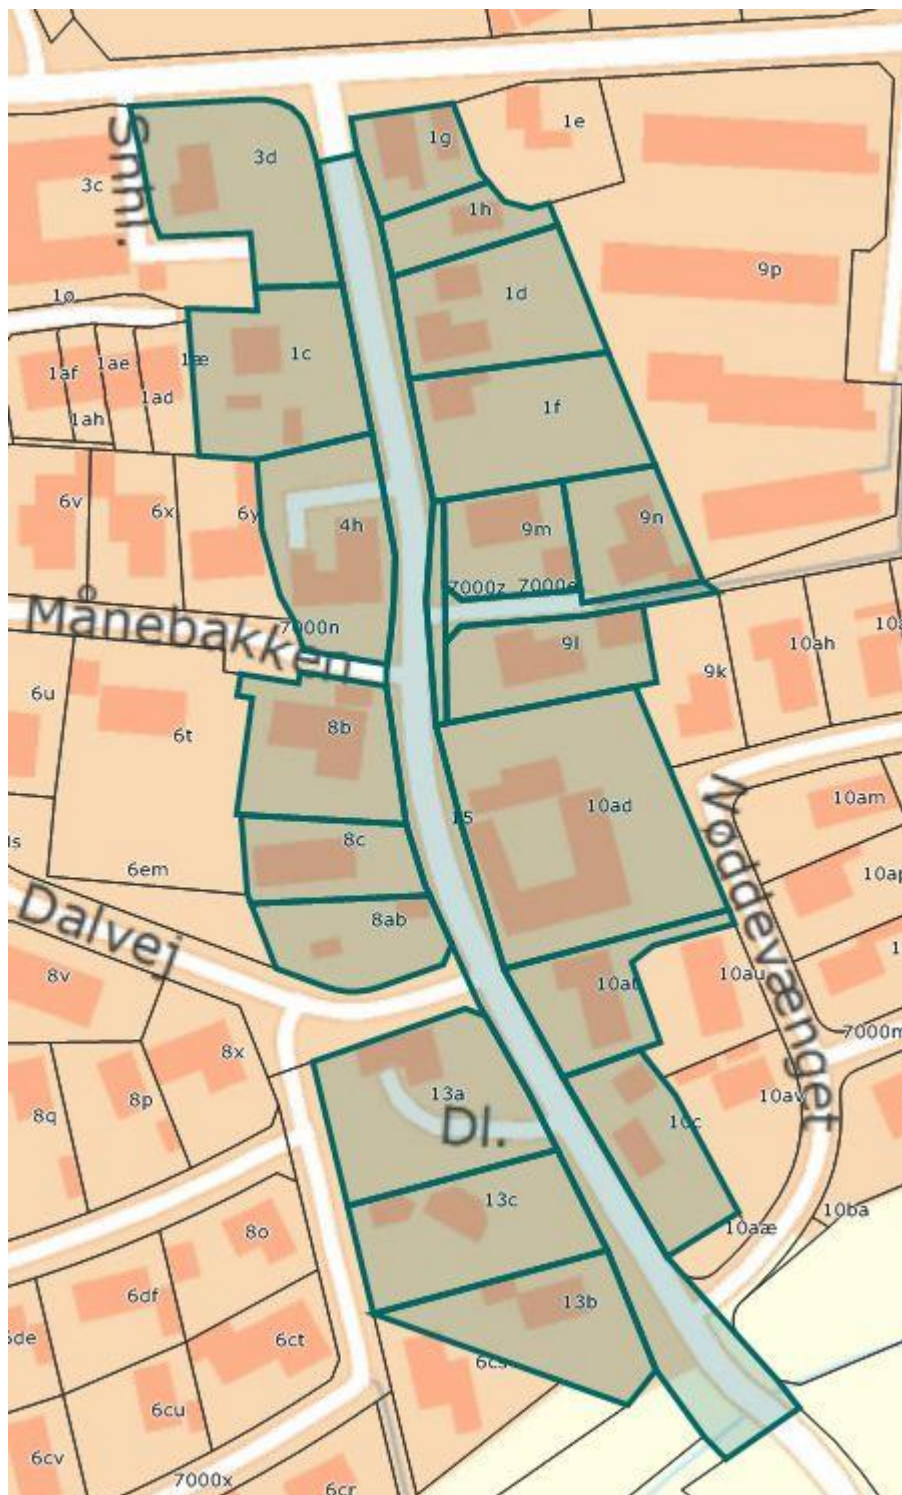 1e
1g
3d
Snhl.
3c
1h
9p
1d
1ø
1c
1æ
1ae
1af
1ad
1f
1ah
6v
6x
6y
4h
9m
9n
7000z
7000e
Månebakken
7000n
9l
10ah
9k
6u
8b
6t
10am
15
10ad
8c
6em
Møddevænget
8ab
Dalvej
8v
10at
10au
7000m
8x
13a
8p
8q
10av
10c
Dl.
13c
10ba
10aæ
8o
6df
13b
6ct
6cu
6cv
7000x
6cr